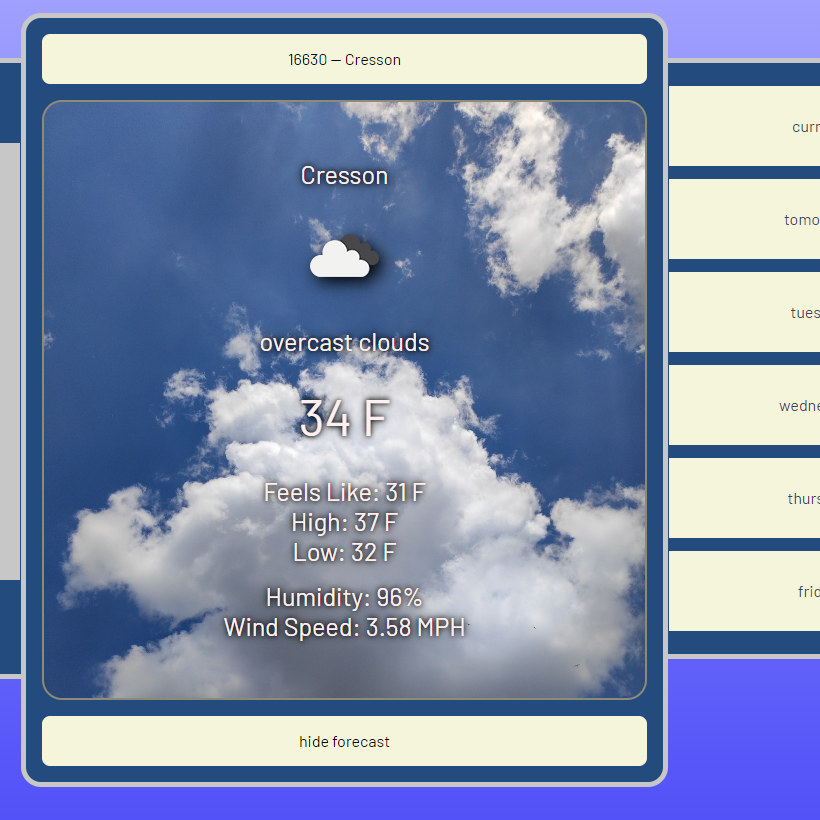 16630 — Cresson
Cresson
overcast clouds
34 F
Feels Like: 31 F
High: 37 F
Low: 32 F
Humidity: 96%
Wind Speed: 3.58 MPH
hide forecast
curr
tomo
tues
wedne
thurs
frid